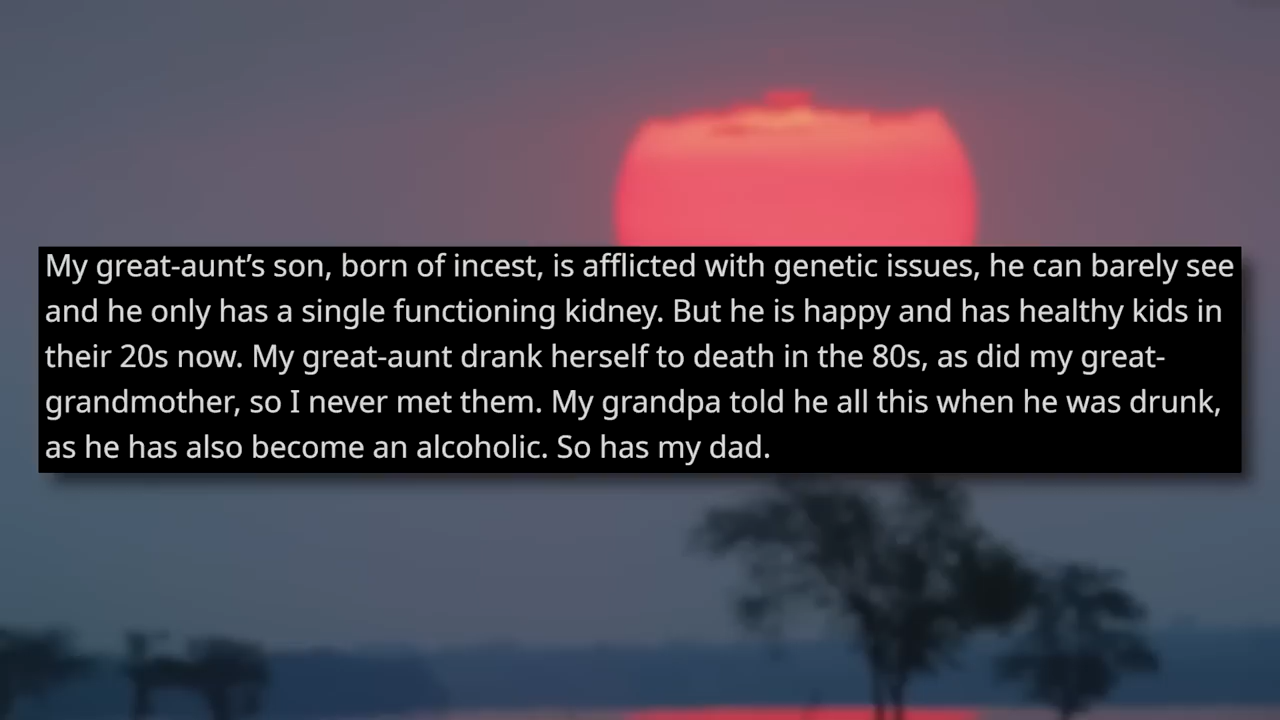 My great-aunt’s son, born of incest, is afflicted with genetic issues, he can barely see
and he only has a single functioning kidney. But he is happy and has healthy kids in
their 20s now. My great-aunt drank herself to death in the 80s, as did my great-
grandmother, so I never met them. My grandpa told he all this when he was drunk,
as he has also become an alcoholic. So has my dad.